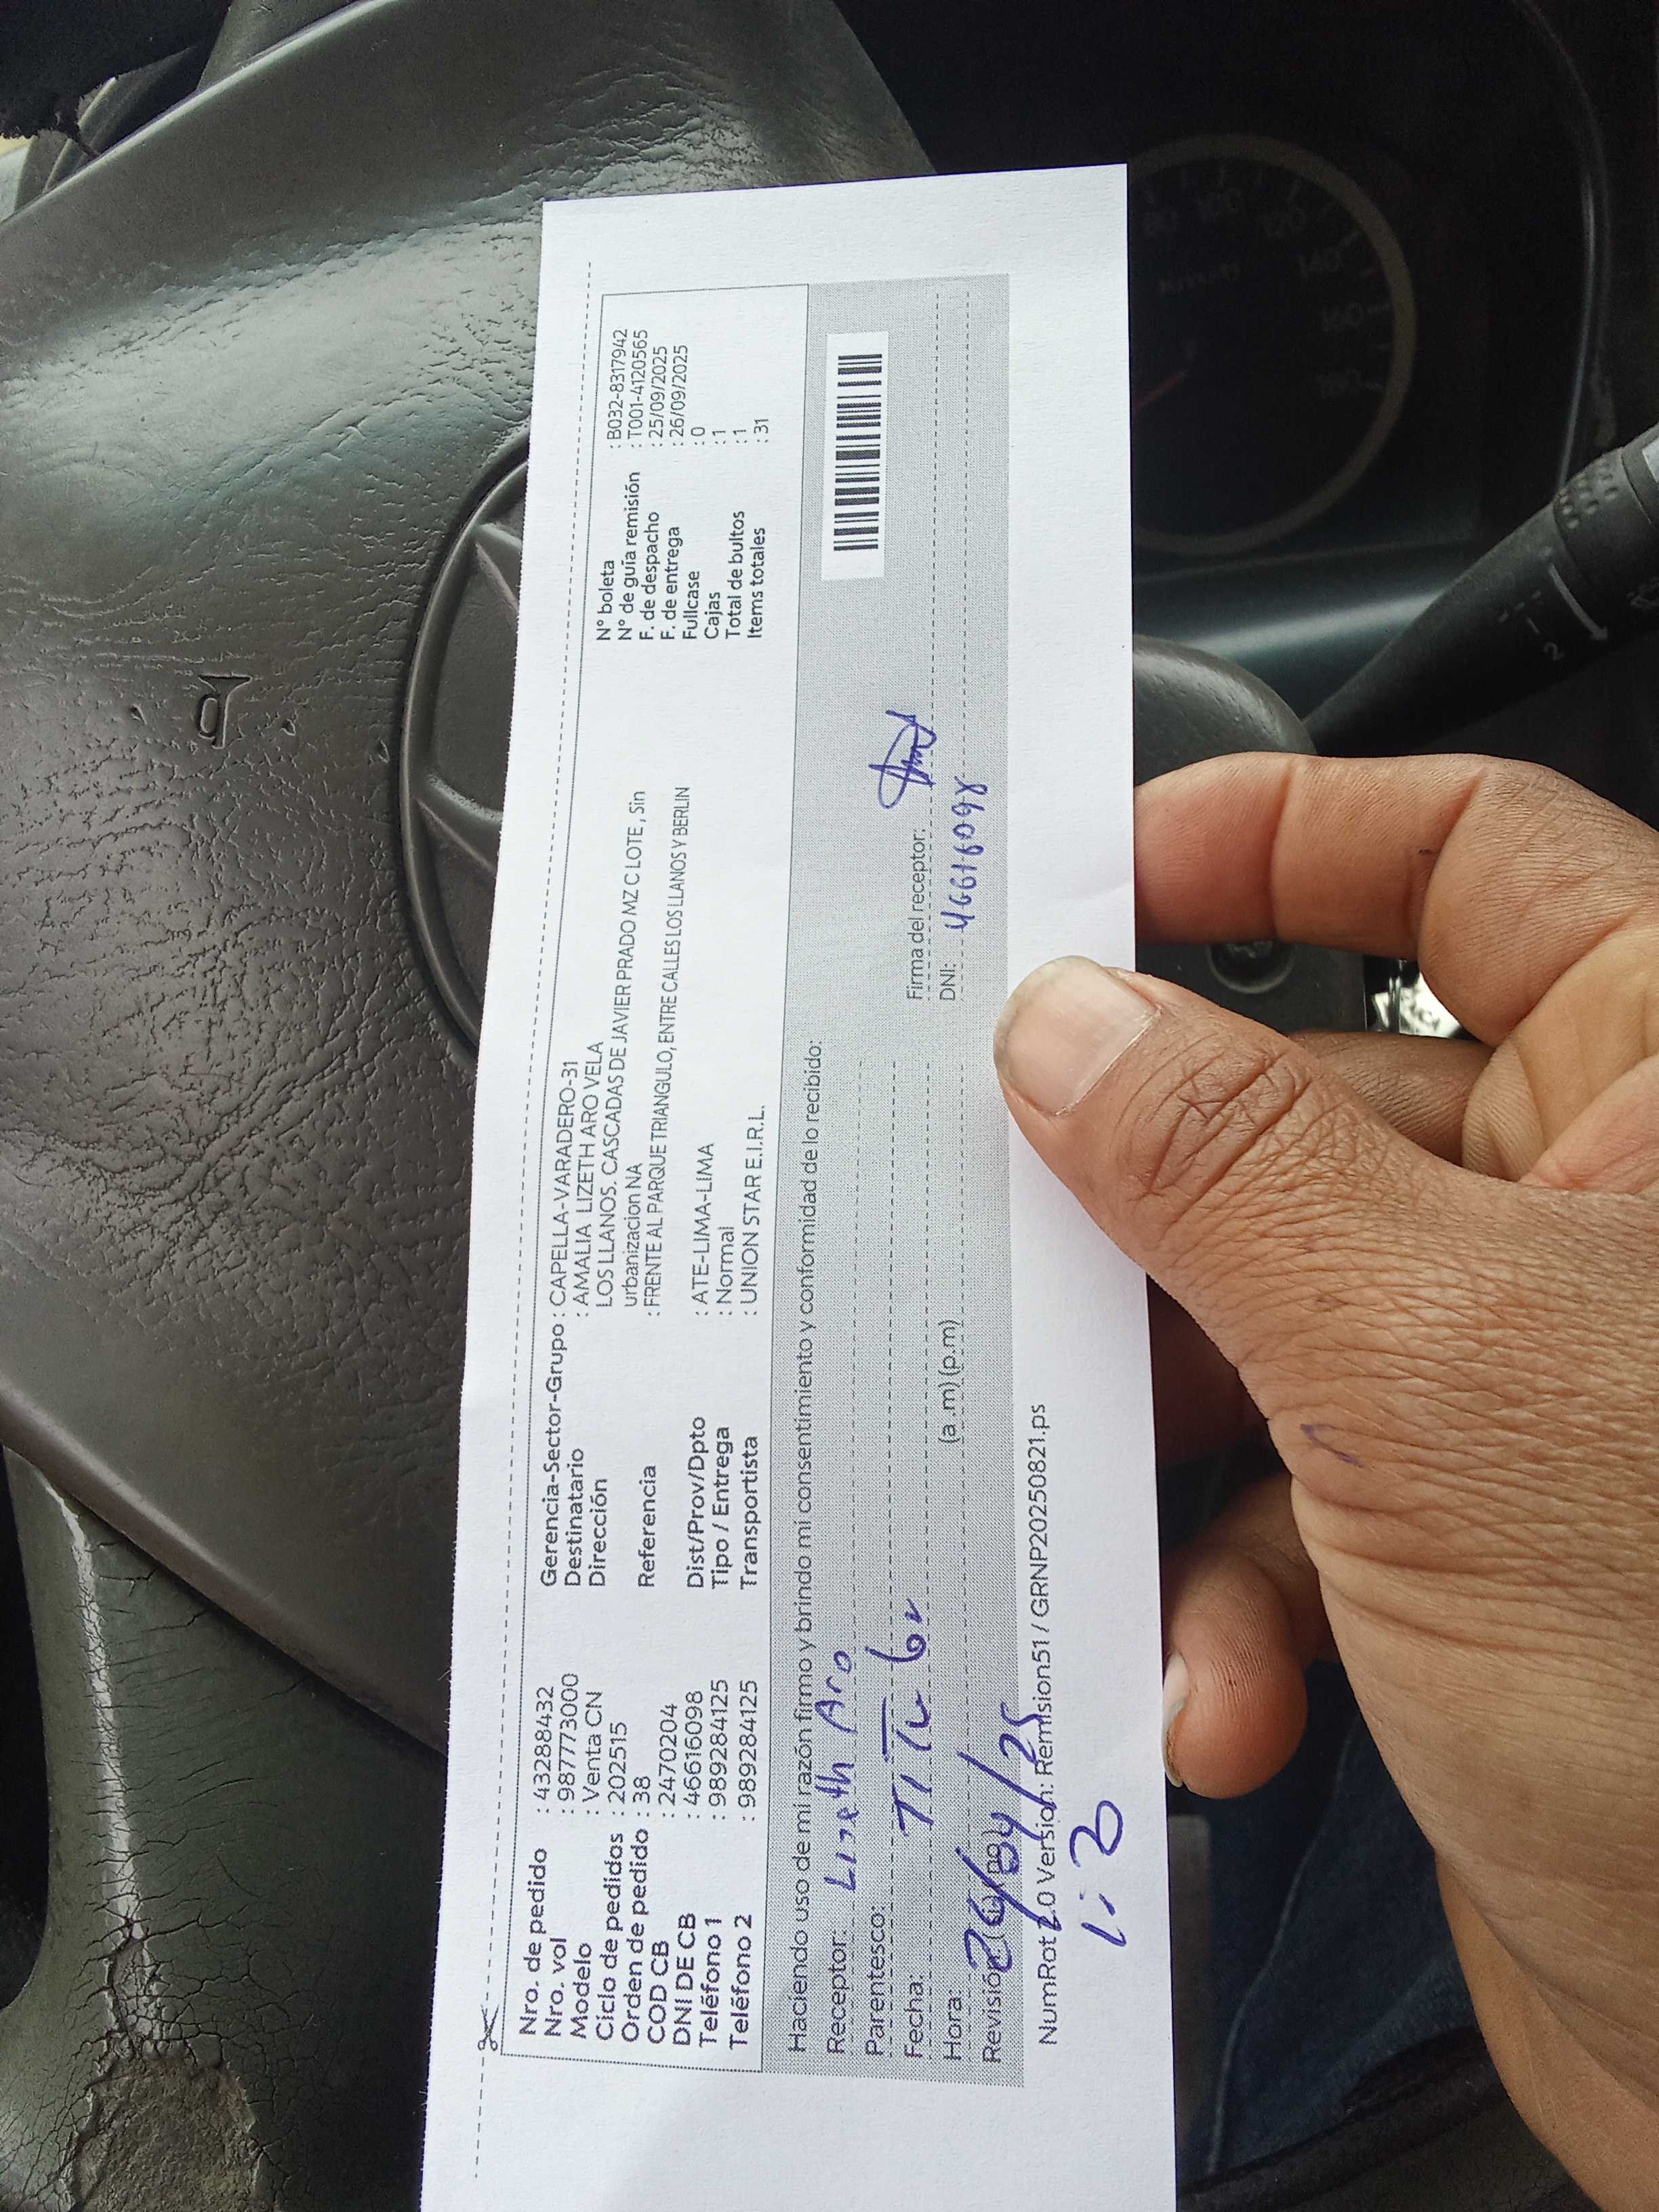 Nro. de pedido : 43288432
Nro. vol : 987773000
Modelo : Venta CN
Ciclo de pedidos : 202515
Orden de pedido : 38
COD CB : 2470204
DNI DE CB : 46616098
Teléfono 1 : 989284125
Teléfono 2 : 989284125
Gerencia-Sector-Grupo : CAPELLA-VARADERO-31
Destinatario : AMALIA LIZETH ARO VELA
Dirección LOS LLANOS. CASCADAS DE JAVIER PRADO MZ C LOTE , Sin
urbanizacion NA
Referencia : FRENTE AL PARQUE TRIANGULO, ENTRE CALLES LOS LLANOS Y BERLIN
Dist/Prov/Dpto : ATE-LIMA-LIMA
Tipo / Entrega : Normal
Transportista : UNION STAR E.I.R.L.
N° boleta : B032-8317942
N° de guía remisión : T001-4120565
F. de despacho : 25/09/2025
F. de entrega : 26/09/2025
Fullcase : 0
Cajas : 1
Total de bultos : 1
Items totales : 31
Haciendo uso de mi razón firmo y brindo mi consentimiento y conformidad de lo recibido:
Receptor: Lizeth Aro
Parentesco:
Fecha: TITu
Hora: (a.m) (p.m)
Firma del receptor:
DNI: 46616098
Revisión
26/09/25
NumRot 2.0 Version: Remision51 / GRNP20250821.ps